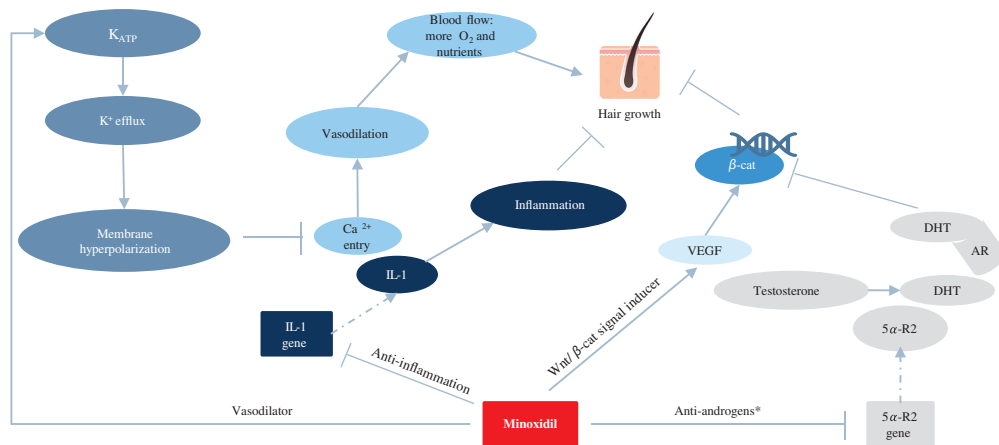 K_ATP
K⁺ efflux
Membrane
hyperpolarization
Blood flow:
more O₂ and
nutrients
Vasodilation
Ca ²⁺
entry
IL-1
IL-1
gene
Inflammation
Hair growth
β-cat
VEGF
DHT
AR
Testosterone
DHT
5α-R2
5α-R2
gene
Vasodilator
Anti-inflammation
Wnt/ β-cat signal inducer
Minoxidil
Anti-androgens*